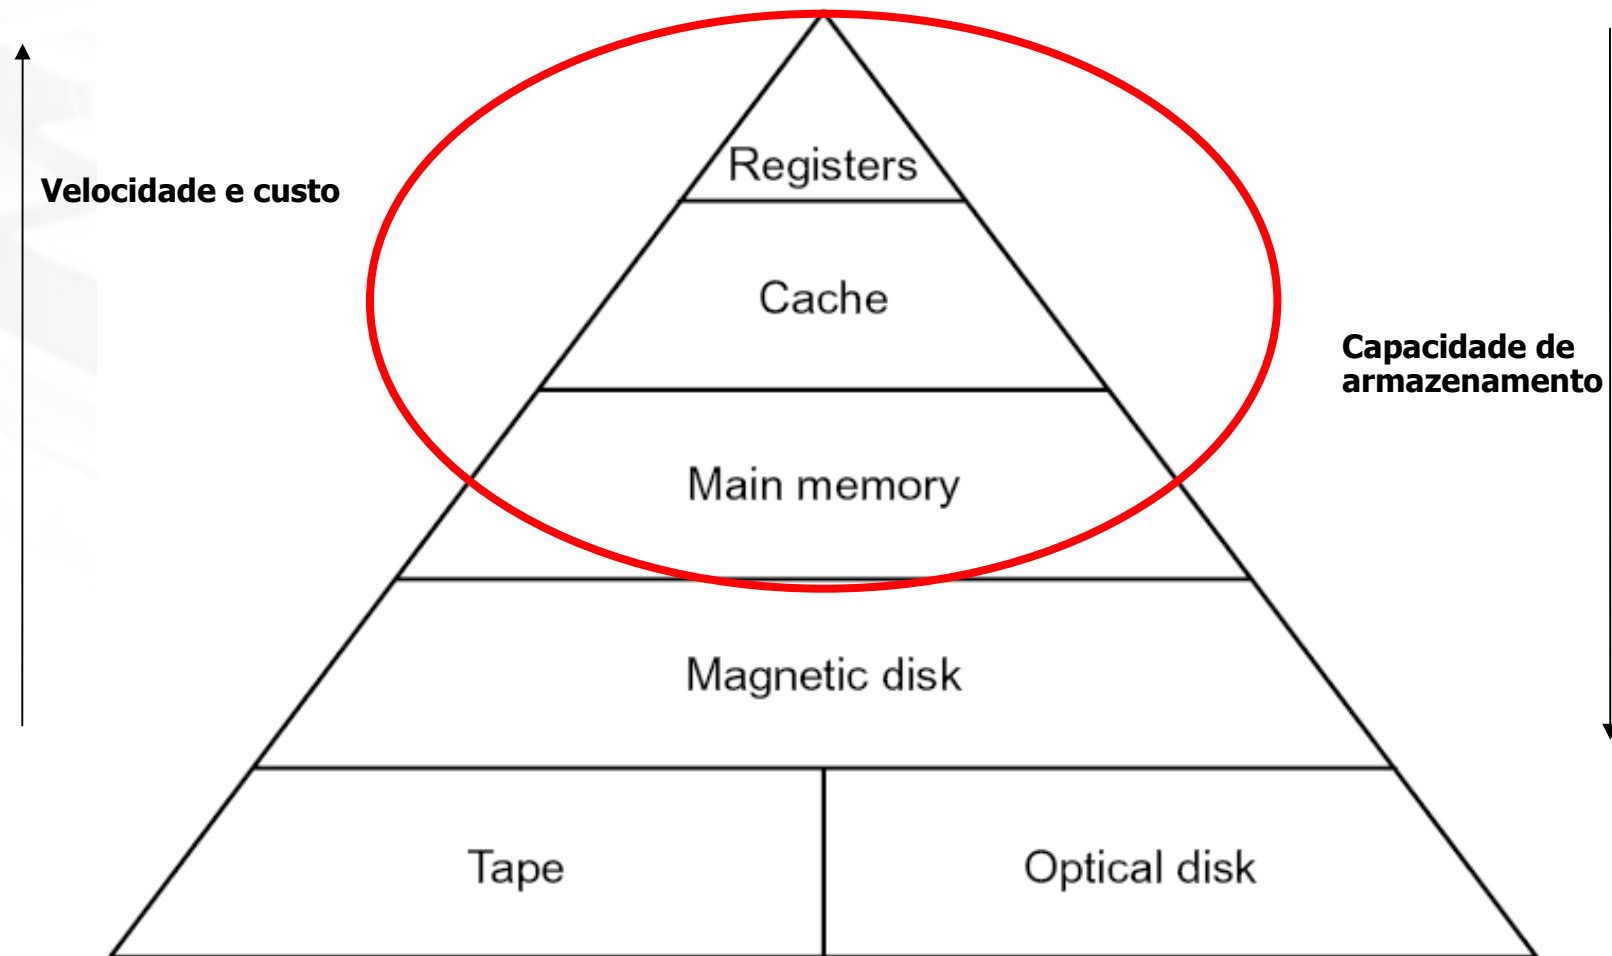 Registers
Velocidade e custo
Cache
Capacidade de
armazenamento
Main memory
Magnetic disk
Tape
Optical disk